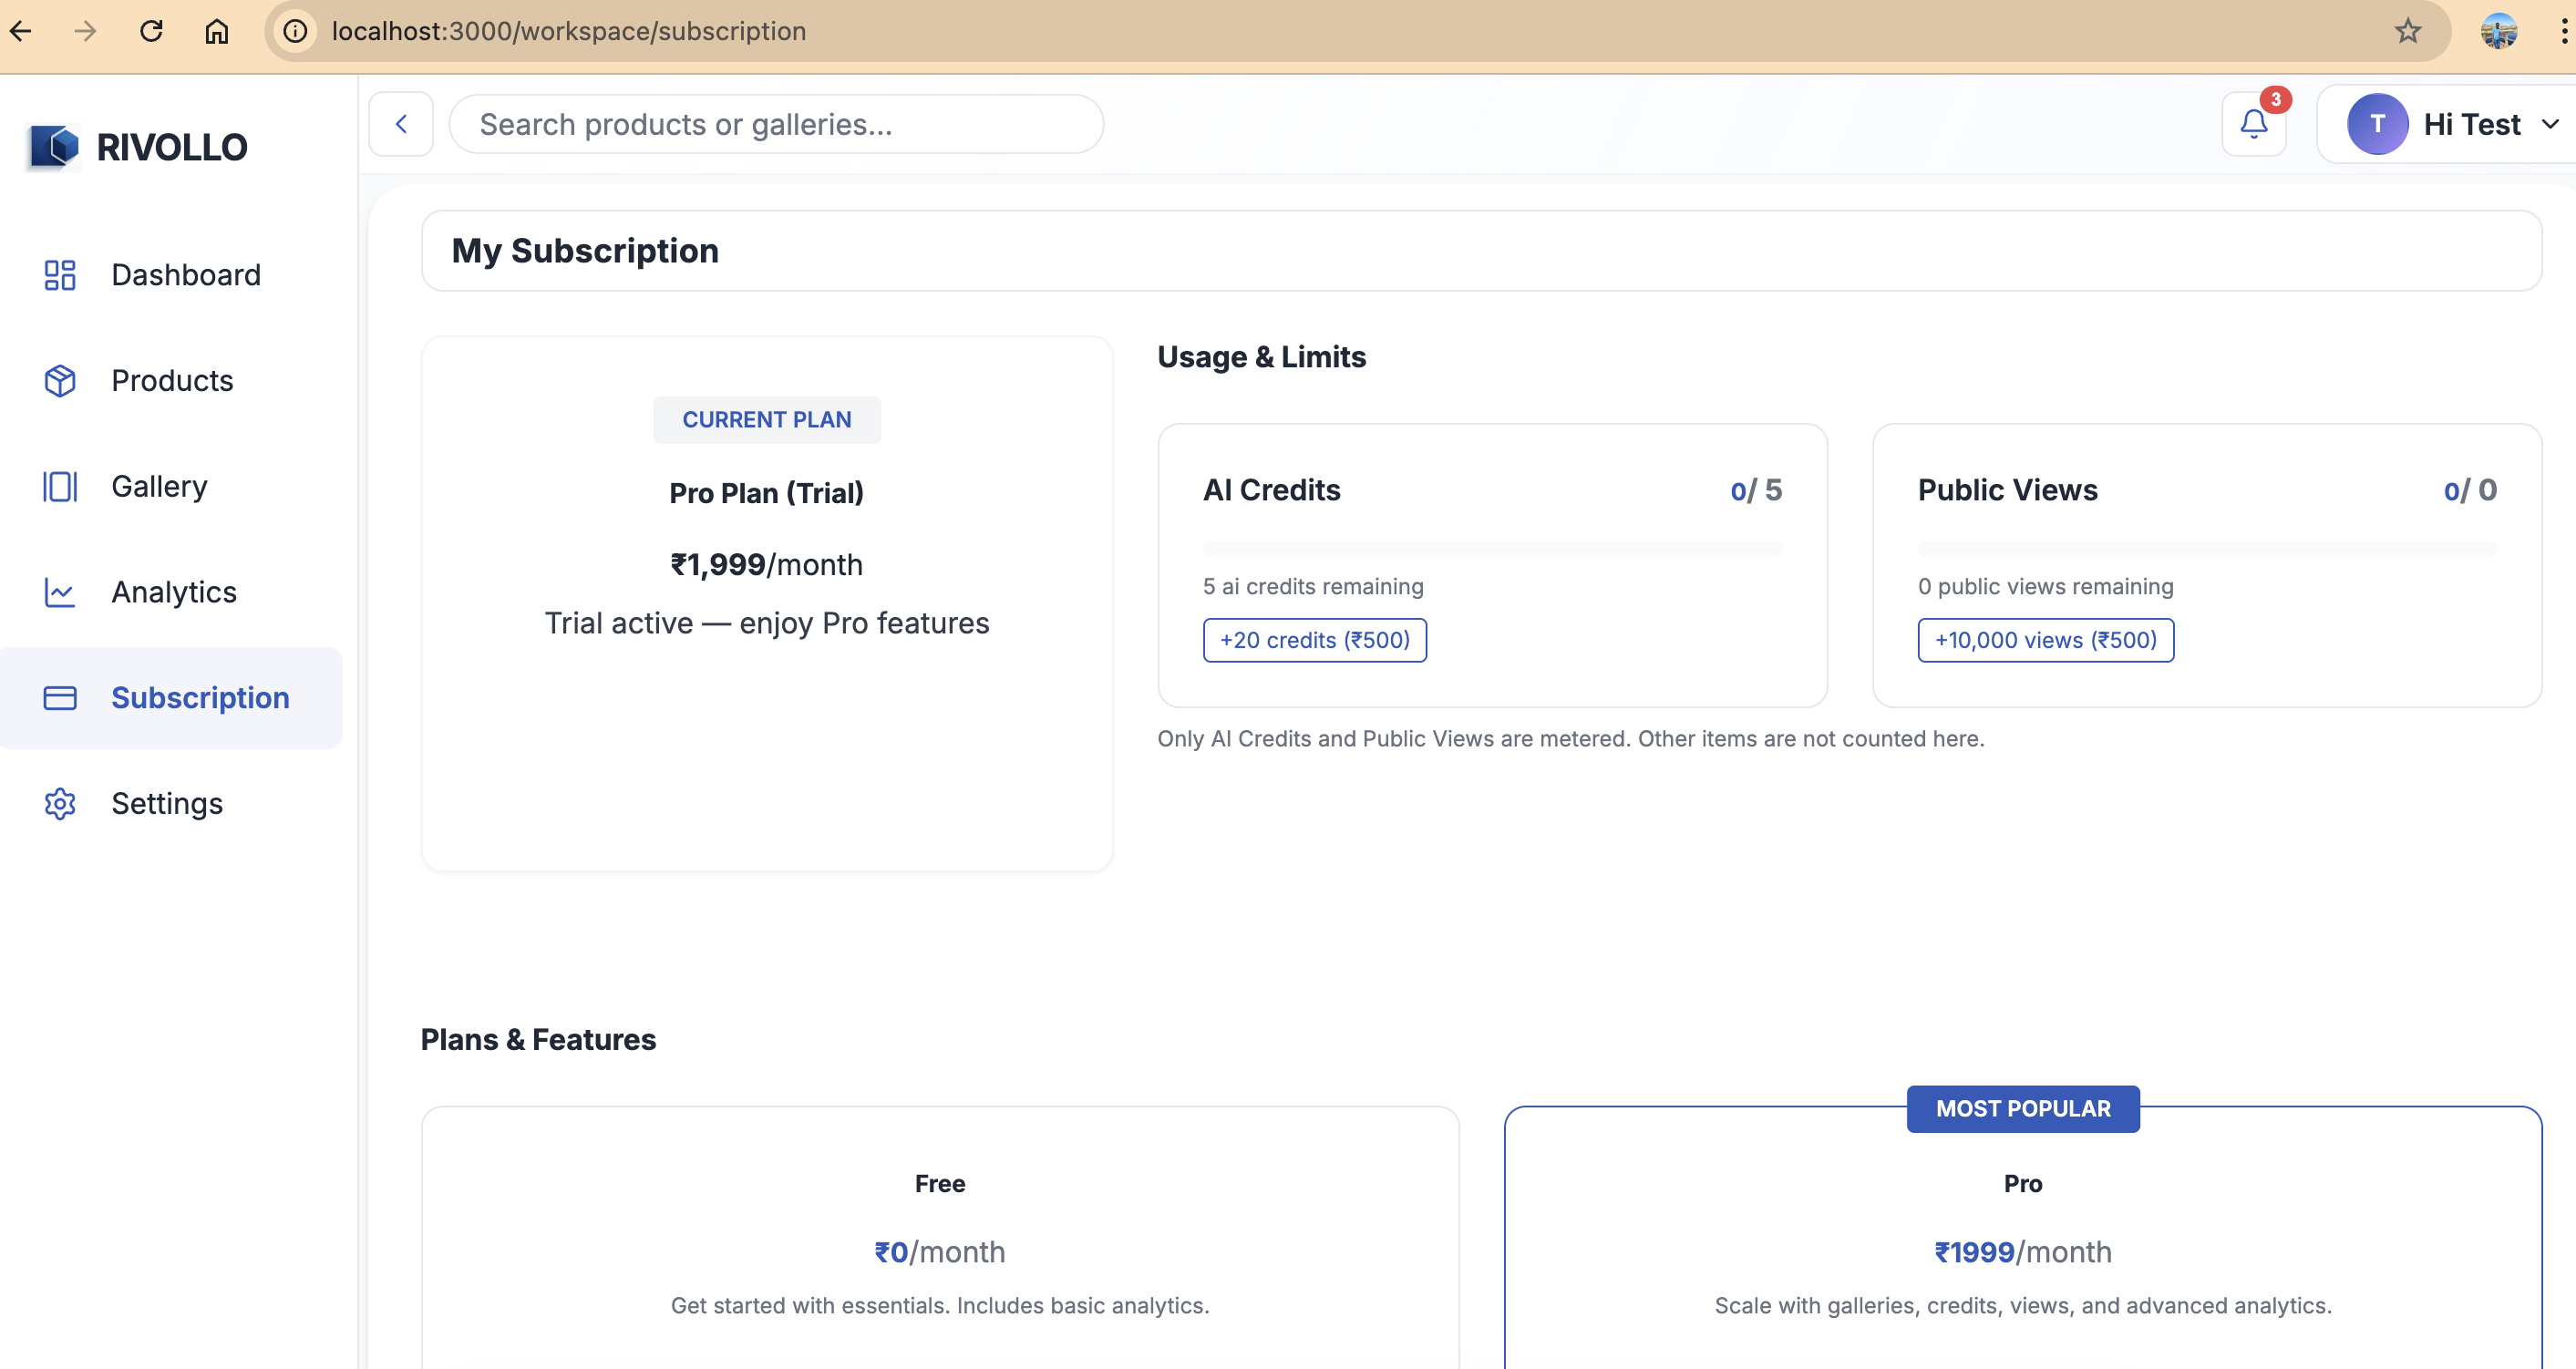 localhost:3000/workspace/subscription
RIVOLLO
Search products or galleries...
3
T
Hi Test
Dashboard
Products
Gallery
Analytics
Subscription
Settings
My Subscription
CURRENT PLAN
Pro Plan (Trial)
₹1,999/month
Trial active — enjoy Pro features
Usage & Limits
AI Credits
0/ 5
5 ai credits remaining
+20 credits (₹500)
Public Views
0/ 0
0 public views remaining
+10,000 views (₹500)
Only AI Credits and Public Views are metered. Other items are not counted here.
Plans & Features
Free
₹0/month
Get started with essentials. Includes basic analytics.
MOST POPULAR
Pro
₹1999/month
Scale with galleries, credits, views, and advanced analytics.